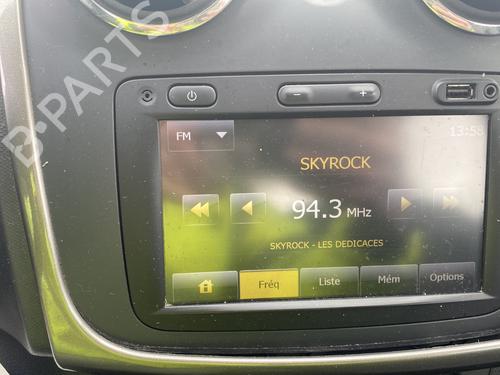 B-PARTS
FM
13:58
SKYROCK
94.3 MHz
SKYROCK - LES DEDICACES
Fréq
Liste
Mém
Options